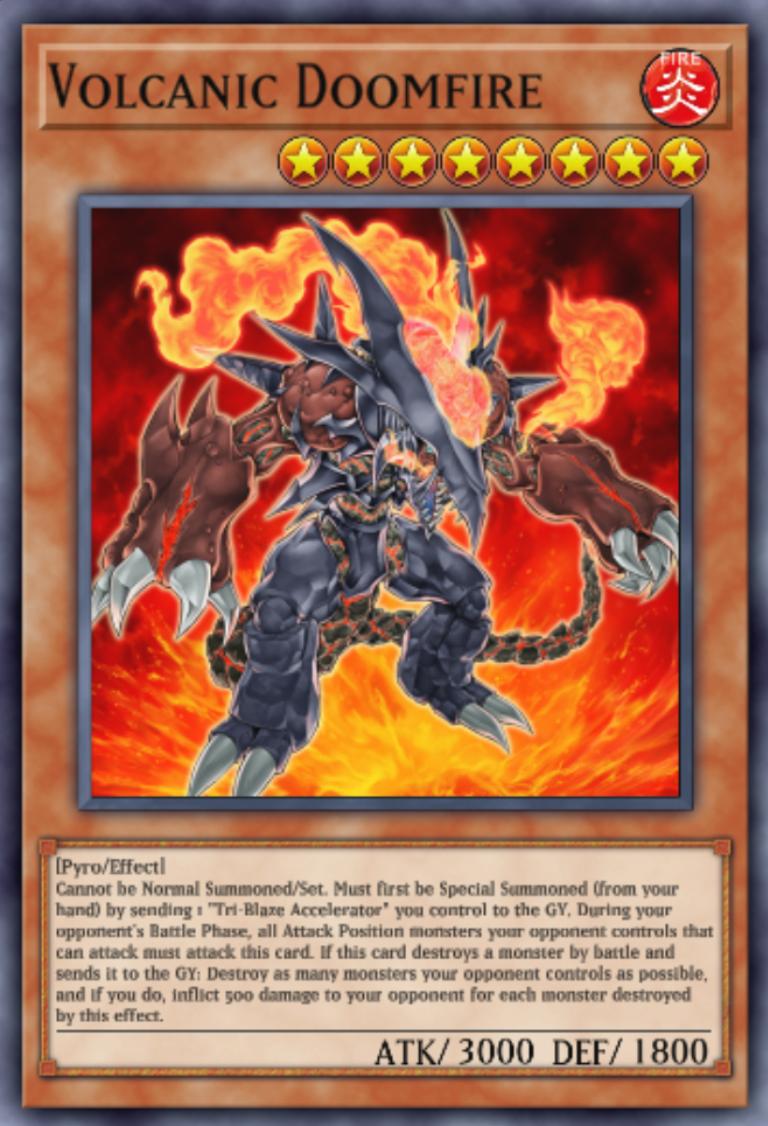 VOLCANIC DOOMFIRE
FIRE
炎
[Pyro/Effect]
Cannot be Normal Summoned/Set. Must first be Special Summoned (from your
hand) by sending 1 "Tri-Blaze Accelerator" you control to the GY. During your
opponent's Battle Phase, all Attack Position monsters your opponent controls that
can attack must attack this card. If this card destroys a monster by battle and
sends it to the GY: Destroy as many monsters your opponent controls as possible,
and if you do, inflict 500 damage to your opponent for each monster destroyed
by this effect.
ATK/ 3000 DEF/ 1800